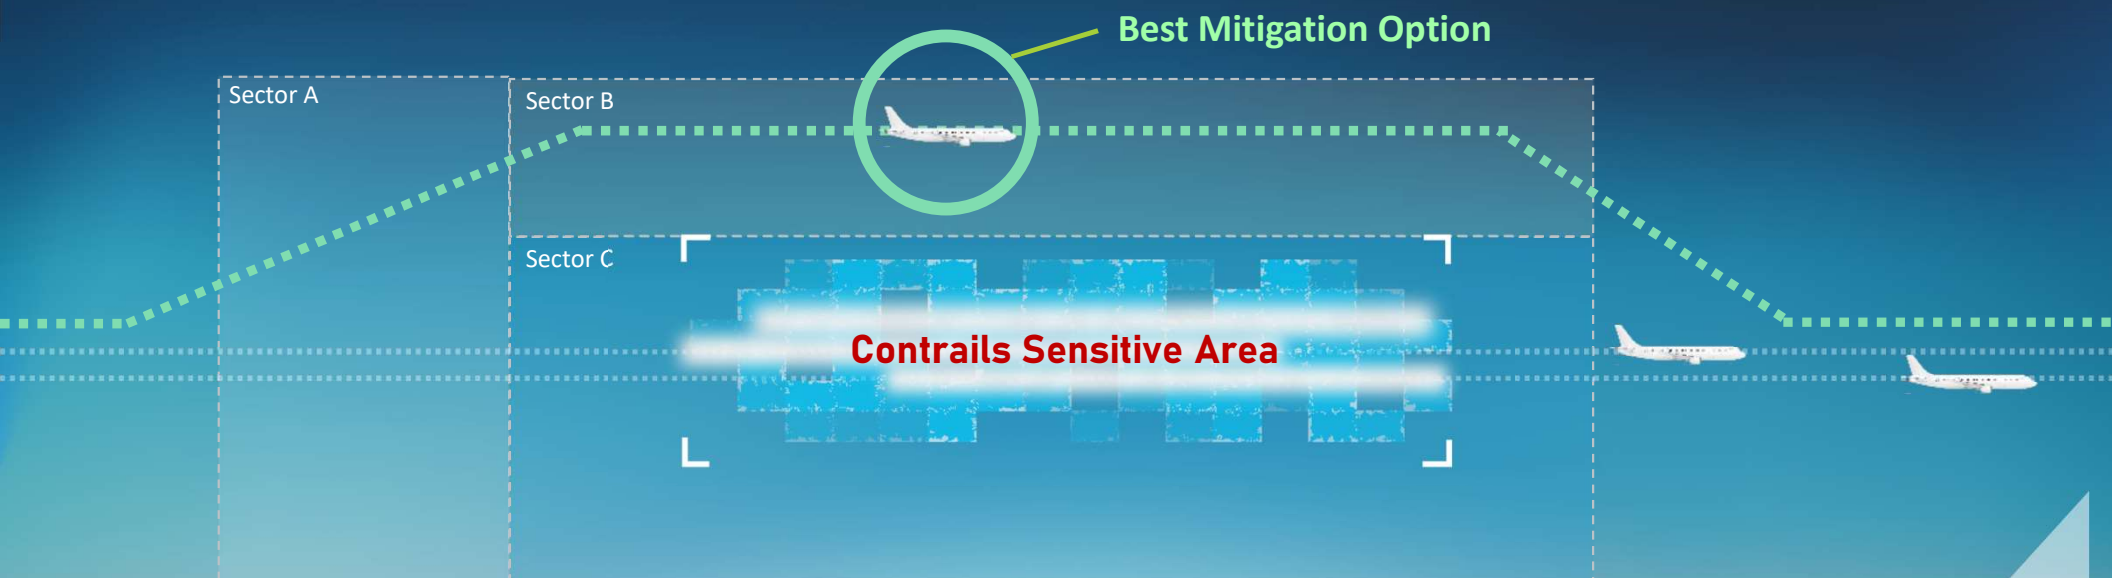 Best Mitigation Option
Sector A
Sector B
Sector C
Contrails Sensitive Area